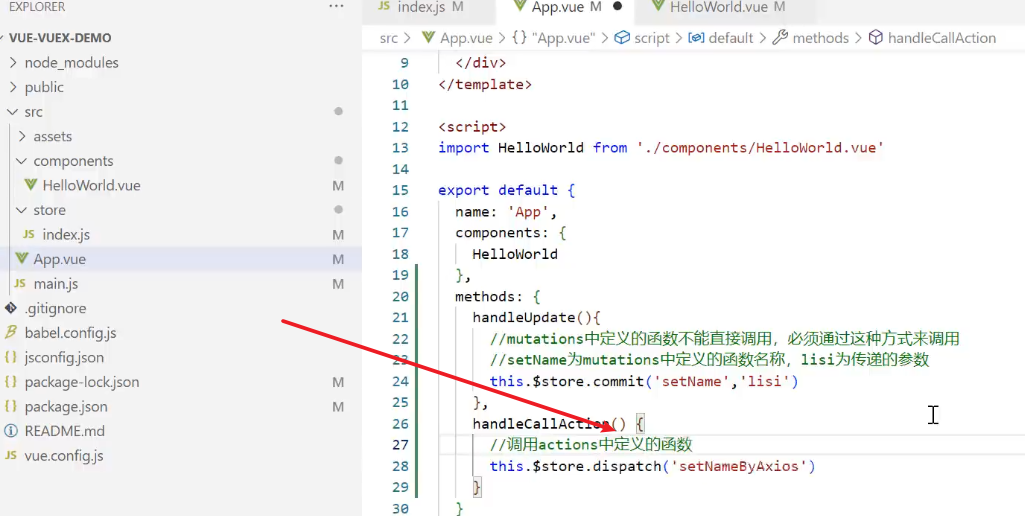 EXPLORER
···
VUE-VUEX-DEMO
node_modules
public
src
assets
components
HelloWorld.vue M
store
JS index.js M
App.vue M
JS main.js M
.gitignore
babel.config.js
jsconfig.json
package-lock.json M
package.json M
README.md
JS vue.config.js
JS index.js M
App.vue M
HelloWorld.vue M
src > App.vue > {} "App.vue" > script > default > methods > handleCallAction
9 </div>
10 </template>
11
12 <script>
13 import HelloWorld from './components/HelloWorld.vue'
14
15 export default {
16 name: 'App',
17 components: {
18 HelloWorld
19 },
20 methods: {
21 handleUpdate(){
22 //mutations中定义的函数不能直接调用，必须通过这种方式来调用
23 //setName为mutations中定义的函数名称，lisi为传递的参数
24 this.$store.commit('setName','lisi')
25 },
26 handleCallAction() {
27 //调用actions中定义的函数
28 this.$store.dispatch('setNameByAxios')
29 }
30 }